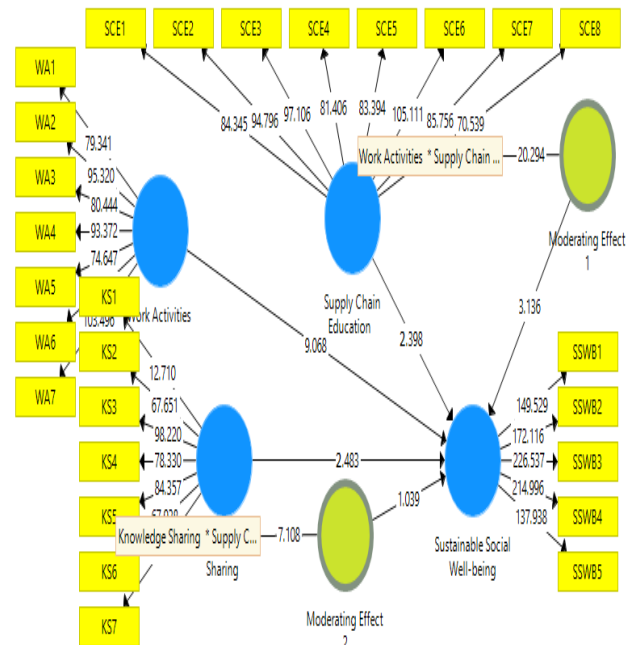 SCE1
SCE2
SCE3
SCE4
SCE5
SCE6
SCE7
SCE8
WA1
WA2
WA3
WA4
WA5
WA6
WA7
84.345
94.796
97.106
81.406
83.394
105.111
85.756
70.539
79.341
95.320
80.444
93.372
74.647
103.496
Work Activities * Supply Chain ...
20.294
Moderating Effect
1
Activities
Supply Chain
Education
KS1
KS2
KS3
KS4
KS5
KS6
KS7
9.068
2.398
3.136
12.710
67.651
98.220
78.330
84.357
2.483
1.039
Knowledge Sharing * Supply C...
7.108
Sharing
Moderating Effect
2
Sustainable Social
Well-being
SSWB1
SSWB2
SSWB3
SSWB4
SSWB5
149.529
172.116
226.537
214.996
137.938